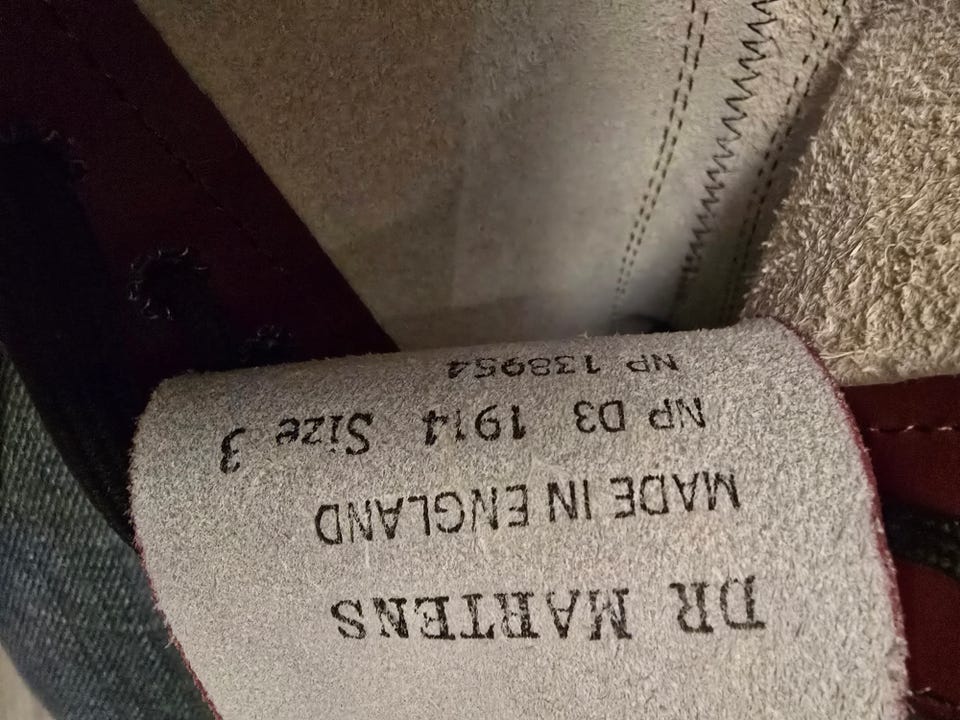 DR MARTENS
MADE IN ENGLAND
NP D3 1914 Size 3
NP 138954